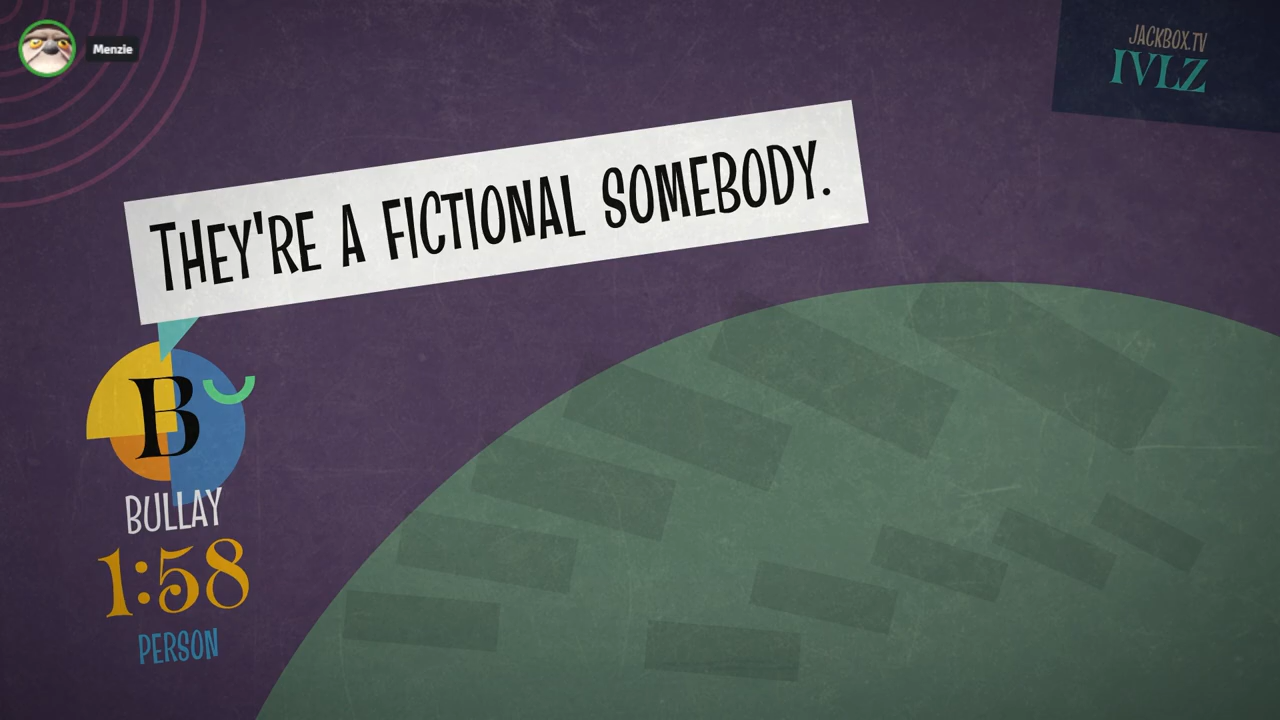 Menzie
JACKBOX.TV
IVLZ
THEY'RE A FICTIONAL SOMEBODY.
B
BULLAY
1:58
PERSON